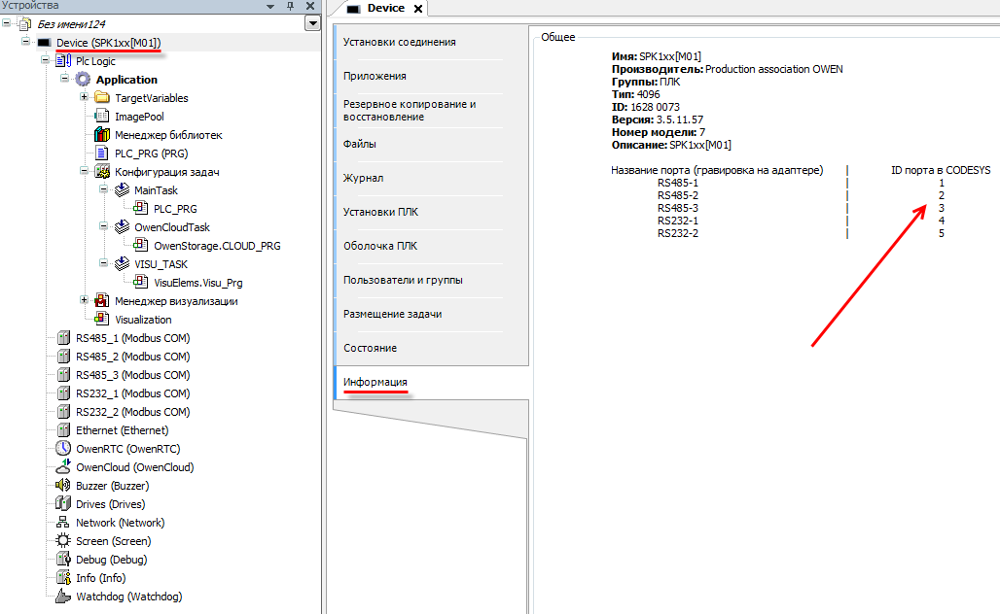 Устройства
Без имени124
Device (SPK1xx[M01])
Plc Logic
Application
TargetVariables
ImagePool
Менеджер библиотек
PLC_PRG (PRG)
Конфигурация задач
MainTask
PLC_PRG
OwenCloudTask
OwenStorage.CLOUD_PRG
VISU_TASK
VisuElems.Visu_Prg
Менеджер визуализации
Visualization
RS485_1 (Modbus COM)
RS485_2 (Modbus COM)
RS485_3 (Modbus COM)
RS232_1 (Modbus COM)
RS232_2 (Modbus COM)
Ethernet (Ethernet)
OwenRTC (OwenRTC)
OwenCloud (OwenCloud)
Buzzer (Buzzer)
Drives (Drives)
Network (Network)
Screen (Screen)
Debug (Debug)
Info (Info)
Watchdog (Watchdog)
Device
Установки соединения
Приложения
Резервное копирование и
восстановление
Файлы
Журнал
Установки ПЛК
Оболочка ПЛК
Пользователи и группы
Размещение задачи
Состояние
Информация
Общее
Имя: SPK1xx[M01]
Производитель: Production association OWEN
Группы: ПЛК
Тип: 4096
ID: 1628 0073
Версия: 3.5.11.57
Номер модели: 7
Описание: SPK1xx[M01]
Название порта (гравировка на адаптере) | ID порта в CODESYS
RS485-1 | 1
RS485-2 | 2
RS485-3 | 3
RS232-1 | 4
RS232-2 | 5